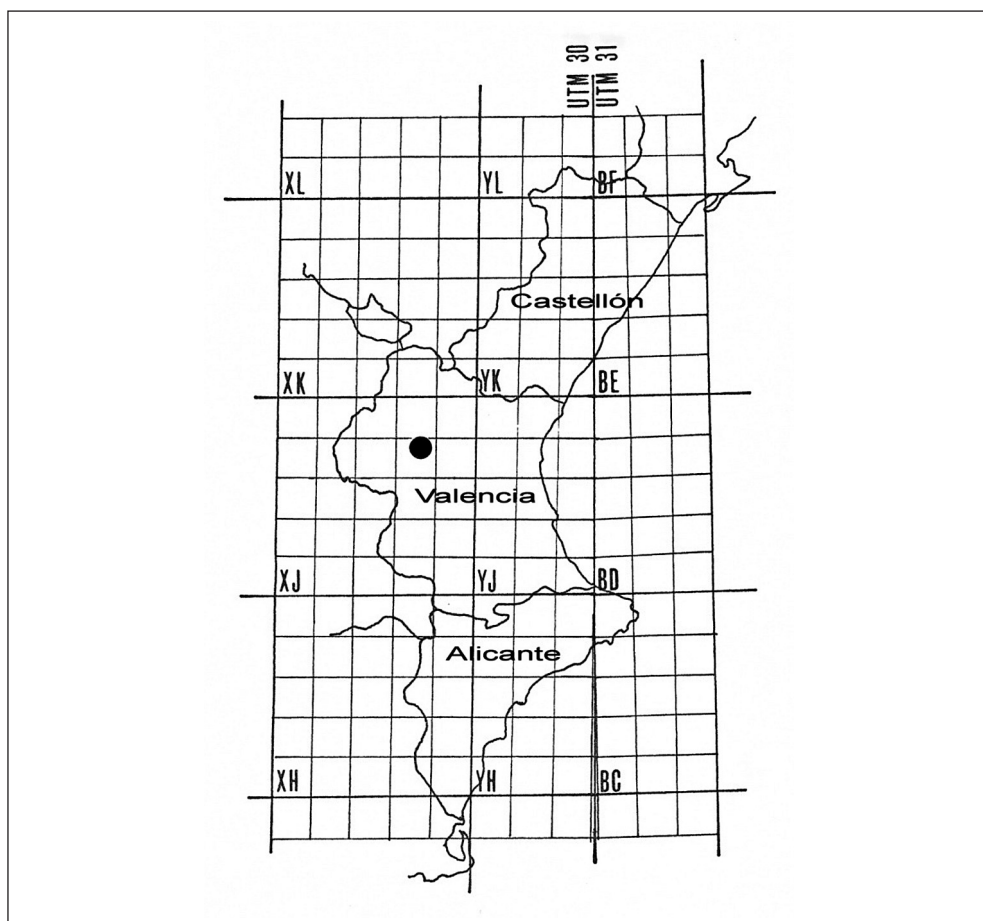 UTM 30
UTM 31
XL YL BF
Castellón
XK YK BE
Valencia
XJ YJ BD
Alicante
XH YH BC